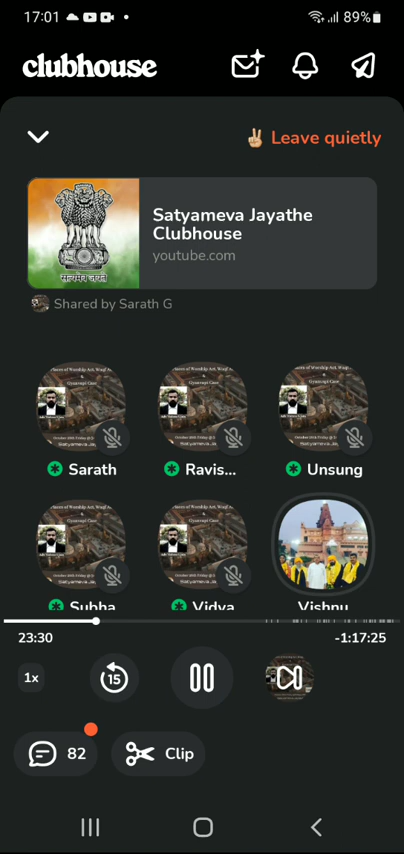 17:01
89%
clubhouse
Leave quietly
Satyameva Jayathe
Clubhouse
youtube.com
सत्यमेव जयते
Shared by Sarath G
Sarath
Ravis...
Unsung
Subha
Vidya
Vishnu
23:30
-1:17:25
1x
15
82
Clip